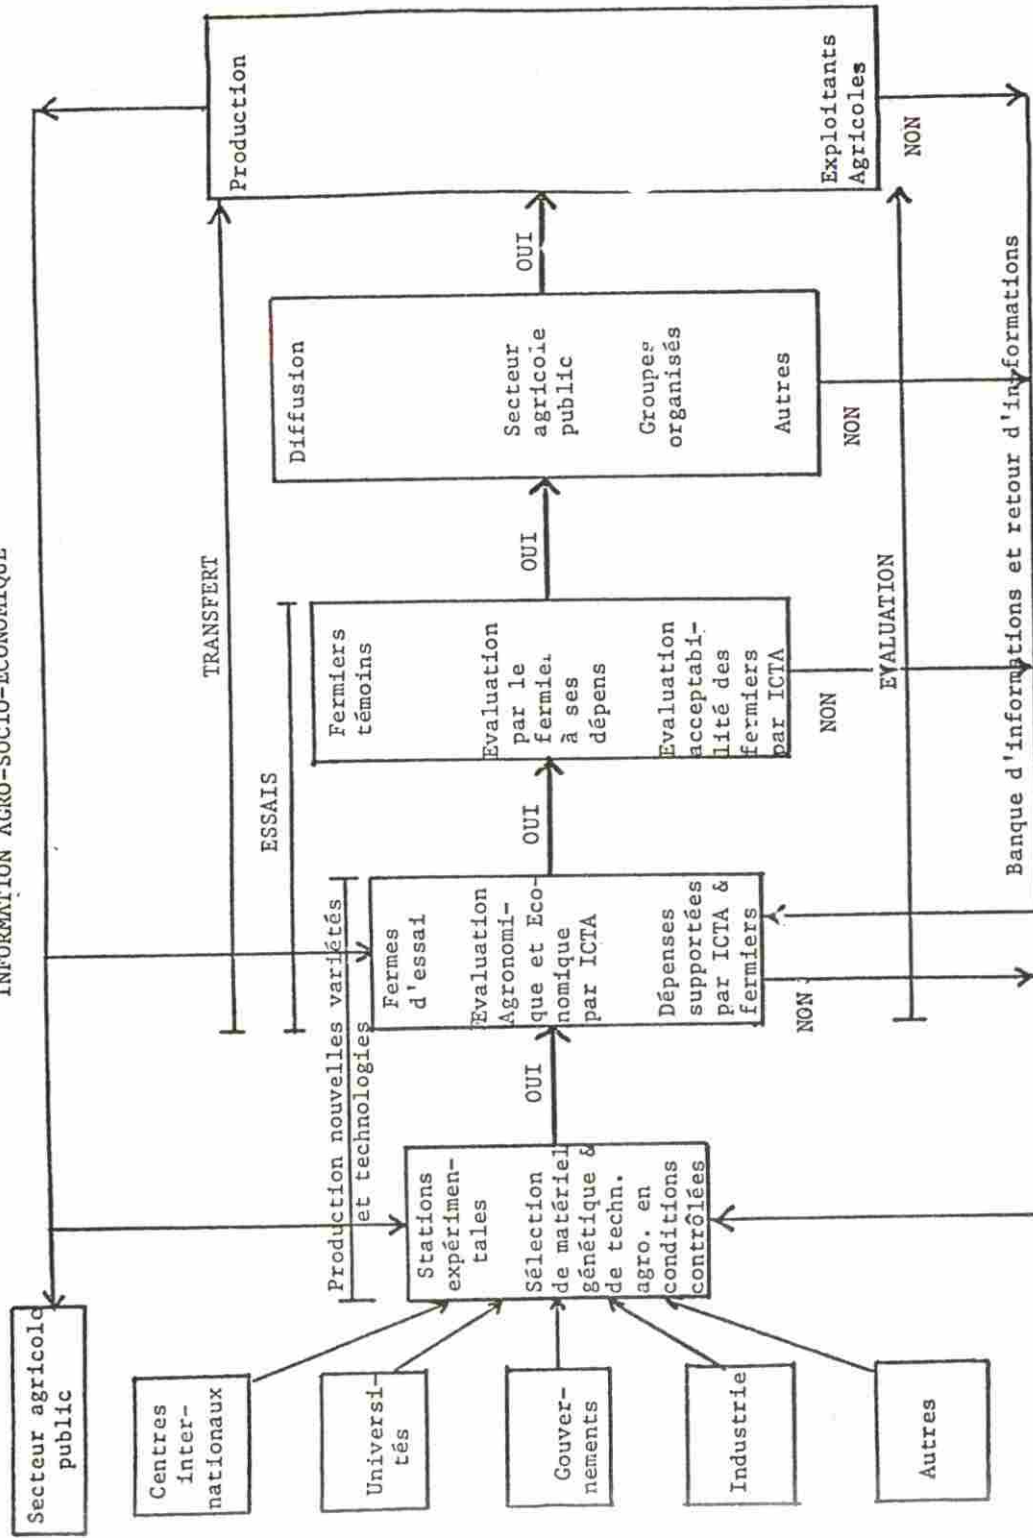 INFORMATION AGRO-SOCIO-ECONOMIQUE
Secteur agricole
public
Centres
inter-
nationaux
Universi-
tés
Gouver-
nements
Industrie
Autres
Production nouvelles variétés
et technologies
Stations
expérimen-
tales
Sélection
de matériel
génétique &
de techn.
agro. en
conditions
contrôlées
OUI
TRANSFERT
ESSAIS
Fermes
d'essai
Evaluation
Agronomi-
que et Eco-
nomique
par ICTA
Dépenses
supportées
par ICTA &
fermiers
NON
OUI
Fermiers
témoins
Evaluation
par le
fermier
à ses
dépens
Evaluation
acceptabi-
lité des
fermiers
par ICTA
NON
OUI
Diffusion
Secteur
agricole
public
Groupes
organisés
Autres
NON
OUI
Production
Exploitants
Agricoles
NON
EVALUATION
Banque d'informations et retour d'informations